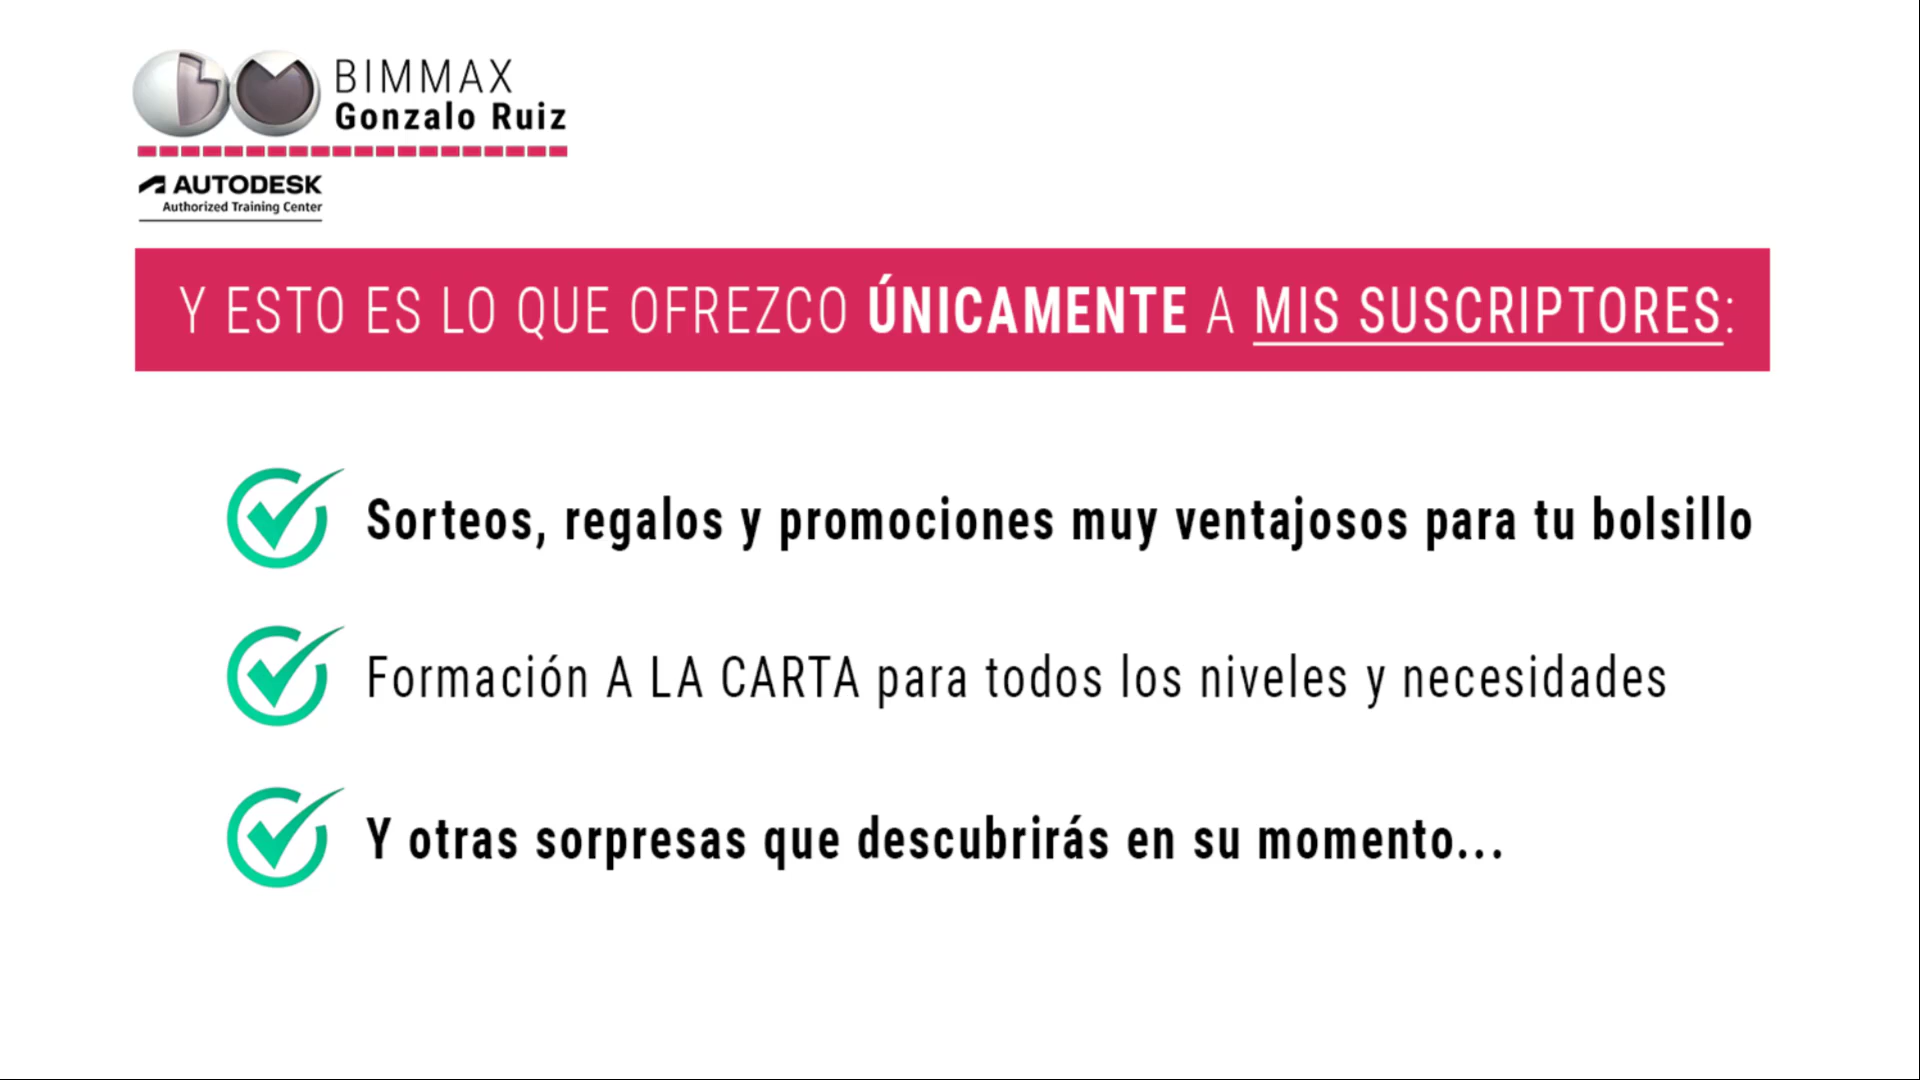 BIMMAX
Gonzalo Ruiz
AUTODESK
Authorized Training Center
Y ESTO ES LO QUE OFREZCO ÚNICAMENTE A MIS SUSCRIPTORES:
Sorteos, regalos y promociones muy ventajosos para tu bolsillo
Formación A LA CARTA para todos los niveles y necesidades
Y otras sorpresas que descubrirás en su momento...